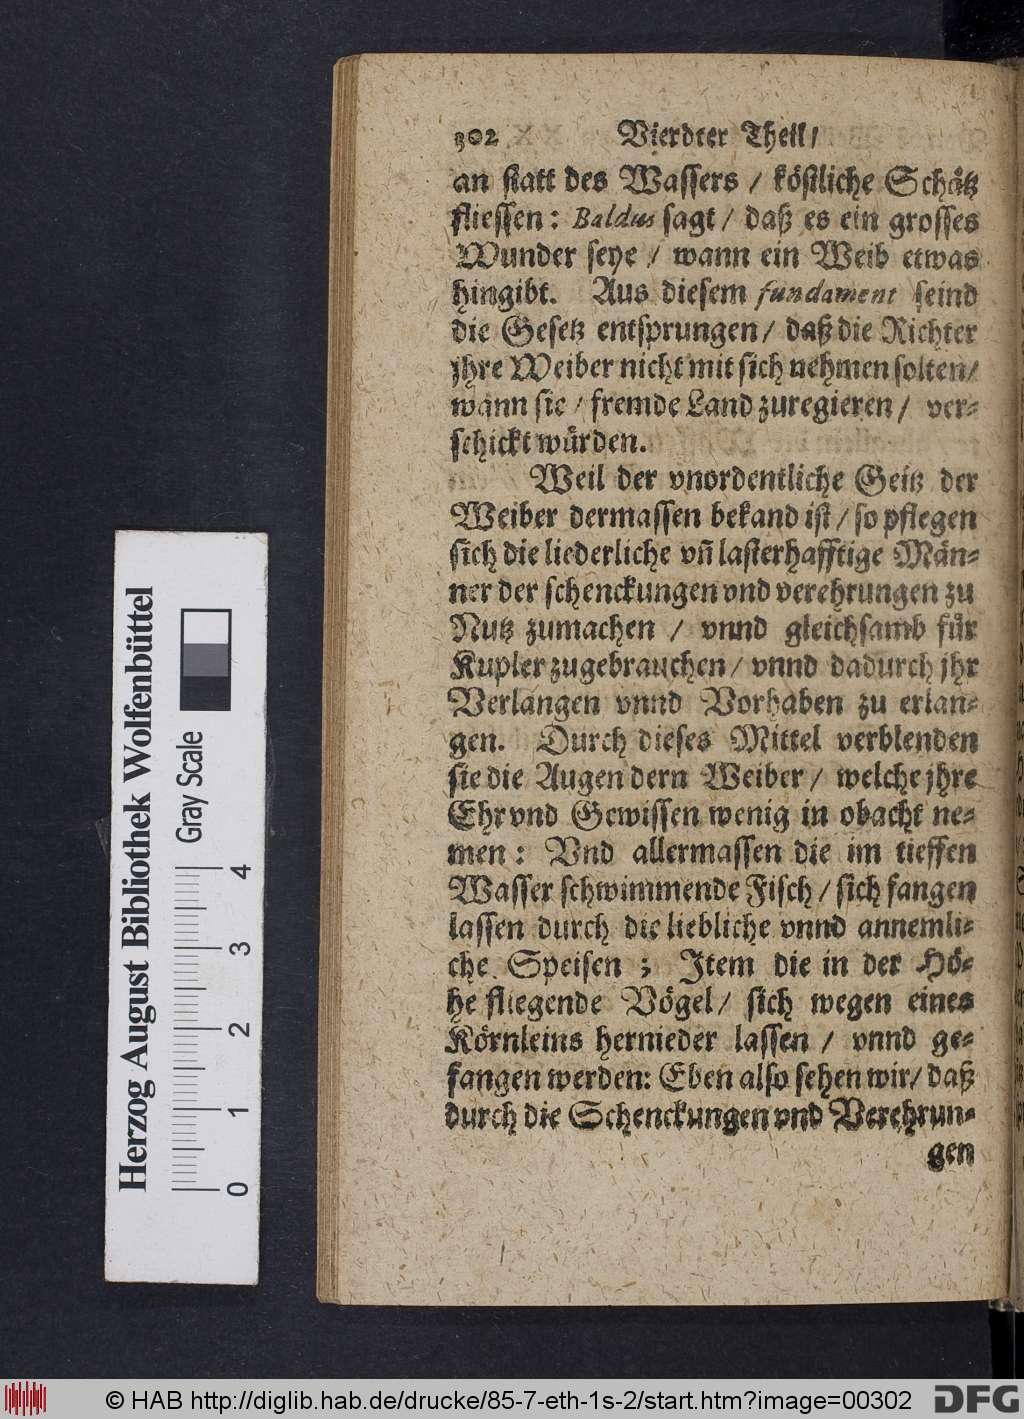 302 Vierdter Theil/
an statt des Wassers / köstliche Schätz
fliessen: Baldus sagt / daß es ein grosses
Wunder seye / wann ein Weib etwas
hingibt. Aus diesem fundament seind
die Gesetz entsprungen / daß die Richter
jhre Weiber nicht mit sich nehmen solten/
wann sie / fremde Land zuregieren / ver-
schickt würden.
Weil der vnordentliche Geitz der
Weiber dermassen bekand ist / so pflegen
sich die liederliche vñ lasterhafftige Män-
ner der schenckungen vnd verehrungen zu
Nutz zumachen / vnnd gleichsamb für
Kupler zugebrauchen / vnnd dadurch jhr
Verlangen vnnd Vorhaben zu erlan-
gen. Durch dieses Mittel verblenden
sie die Augen dern Weiber / welche jhre
Ehr vnd Gewissen wenig in obacht ne-
men: Vnd allermassen die im tieffen
Wasser schwimmende Fisch / sich fangen
lassen durch die liebliche vnnd annemli-
che Speisen ; Item die in der Hö-
he fliegende Vögel / sich wegen eines
Körnleins hernieder lassen / vnnd ge-
fangen werden: Eben also sehen wir / daß
durch die Schenckungen vnd Verehrun-
gen
Herzog August Bibliothek Wolfenbüttel
Gray Scale
0 1 2 3 4
© HAB http://diglib.hab.de/drucke/85-7-eth-1s-2/start.htm?image=00302
DFG